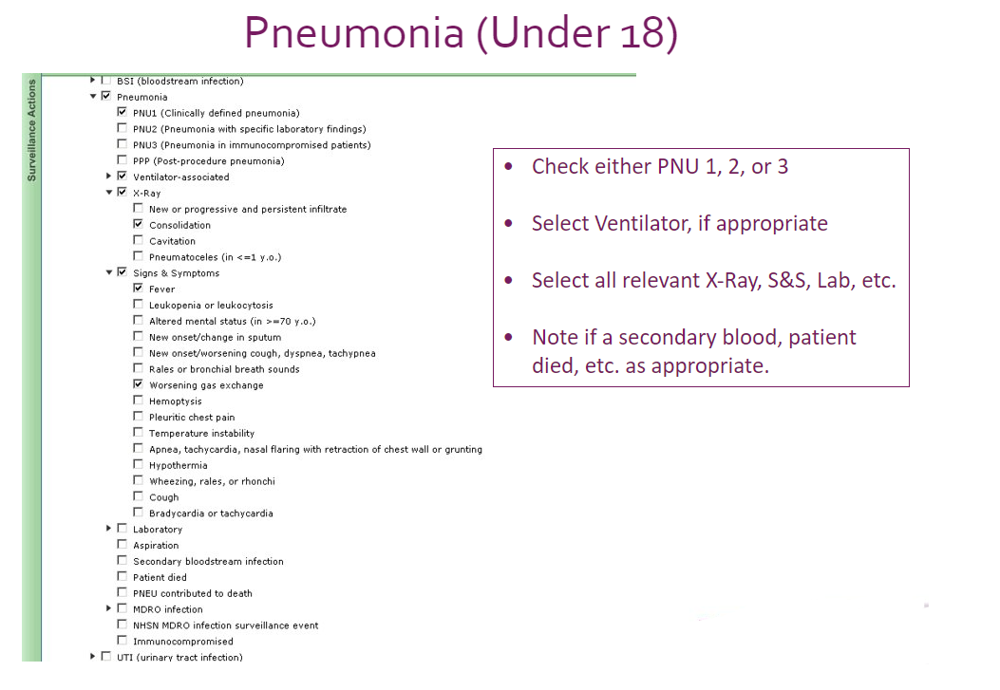 Pneumonia (Under 18)
Surveillance Actions
BSI (bloodstream infection)
Pneumonia
PNU1 (Clinically defined pneumonia)
PNU2 (Pneumonia with specific laboratory findings)
PNU3 (Pneumonia in immunocompromised patients)
PPP (Post-procedure pneumonia)
Ventilator-associated
X-Ray
New or progressive and persistent infiltrate
Consolidation
Cavitation
Pneumatoceles (in <=1 y.o.)
Signs & Symptoms
Fever
Leukopenia or leukocytosis
Altered mental status (in >=70 y.o.)
New onset/change in sputum
New onset/worsening cough, dyspnea, tachypnea
Rales or bronchial breath sounds
Worsening gas exchange
Hemoptysis
Pleuritic chest pain
Temperature instability
Apnea, tachycardia, nasal flaring with retraction of chest wall or grunting
Hypothermia
Wheezing, rales, or rhonchi
Cough
Bradycardia or tachycardia
Laboratory
Aspiration
Secondary bloodstream infection
Patient died
PNEU contributed to death
MDRO infection
NHSN MDRO infection surveillance event
Immunocompromised
UTI (urinary tract infection)
• Check either PNU 1, 2, or 3
• Select Ventilator, if appropriate
• Select all relevant X-Ray, S&S, Lab, etc.
• Note if a secondary blood, patient
died, etc. as appropriate.